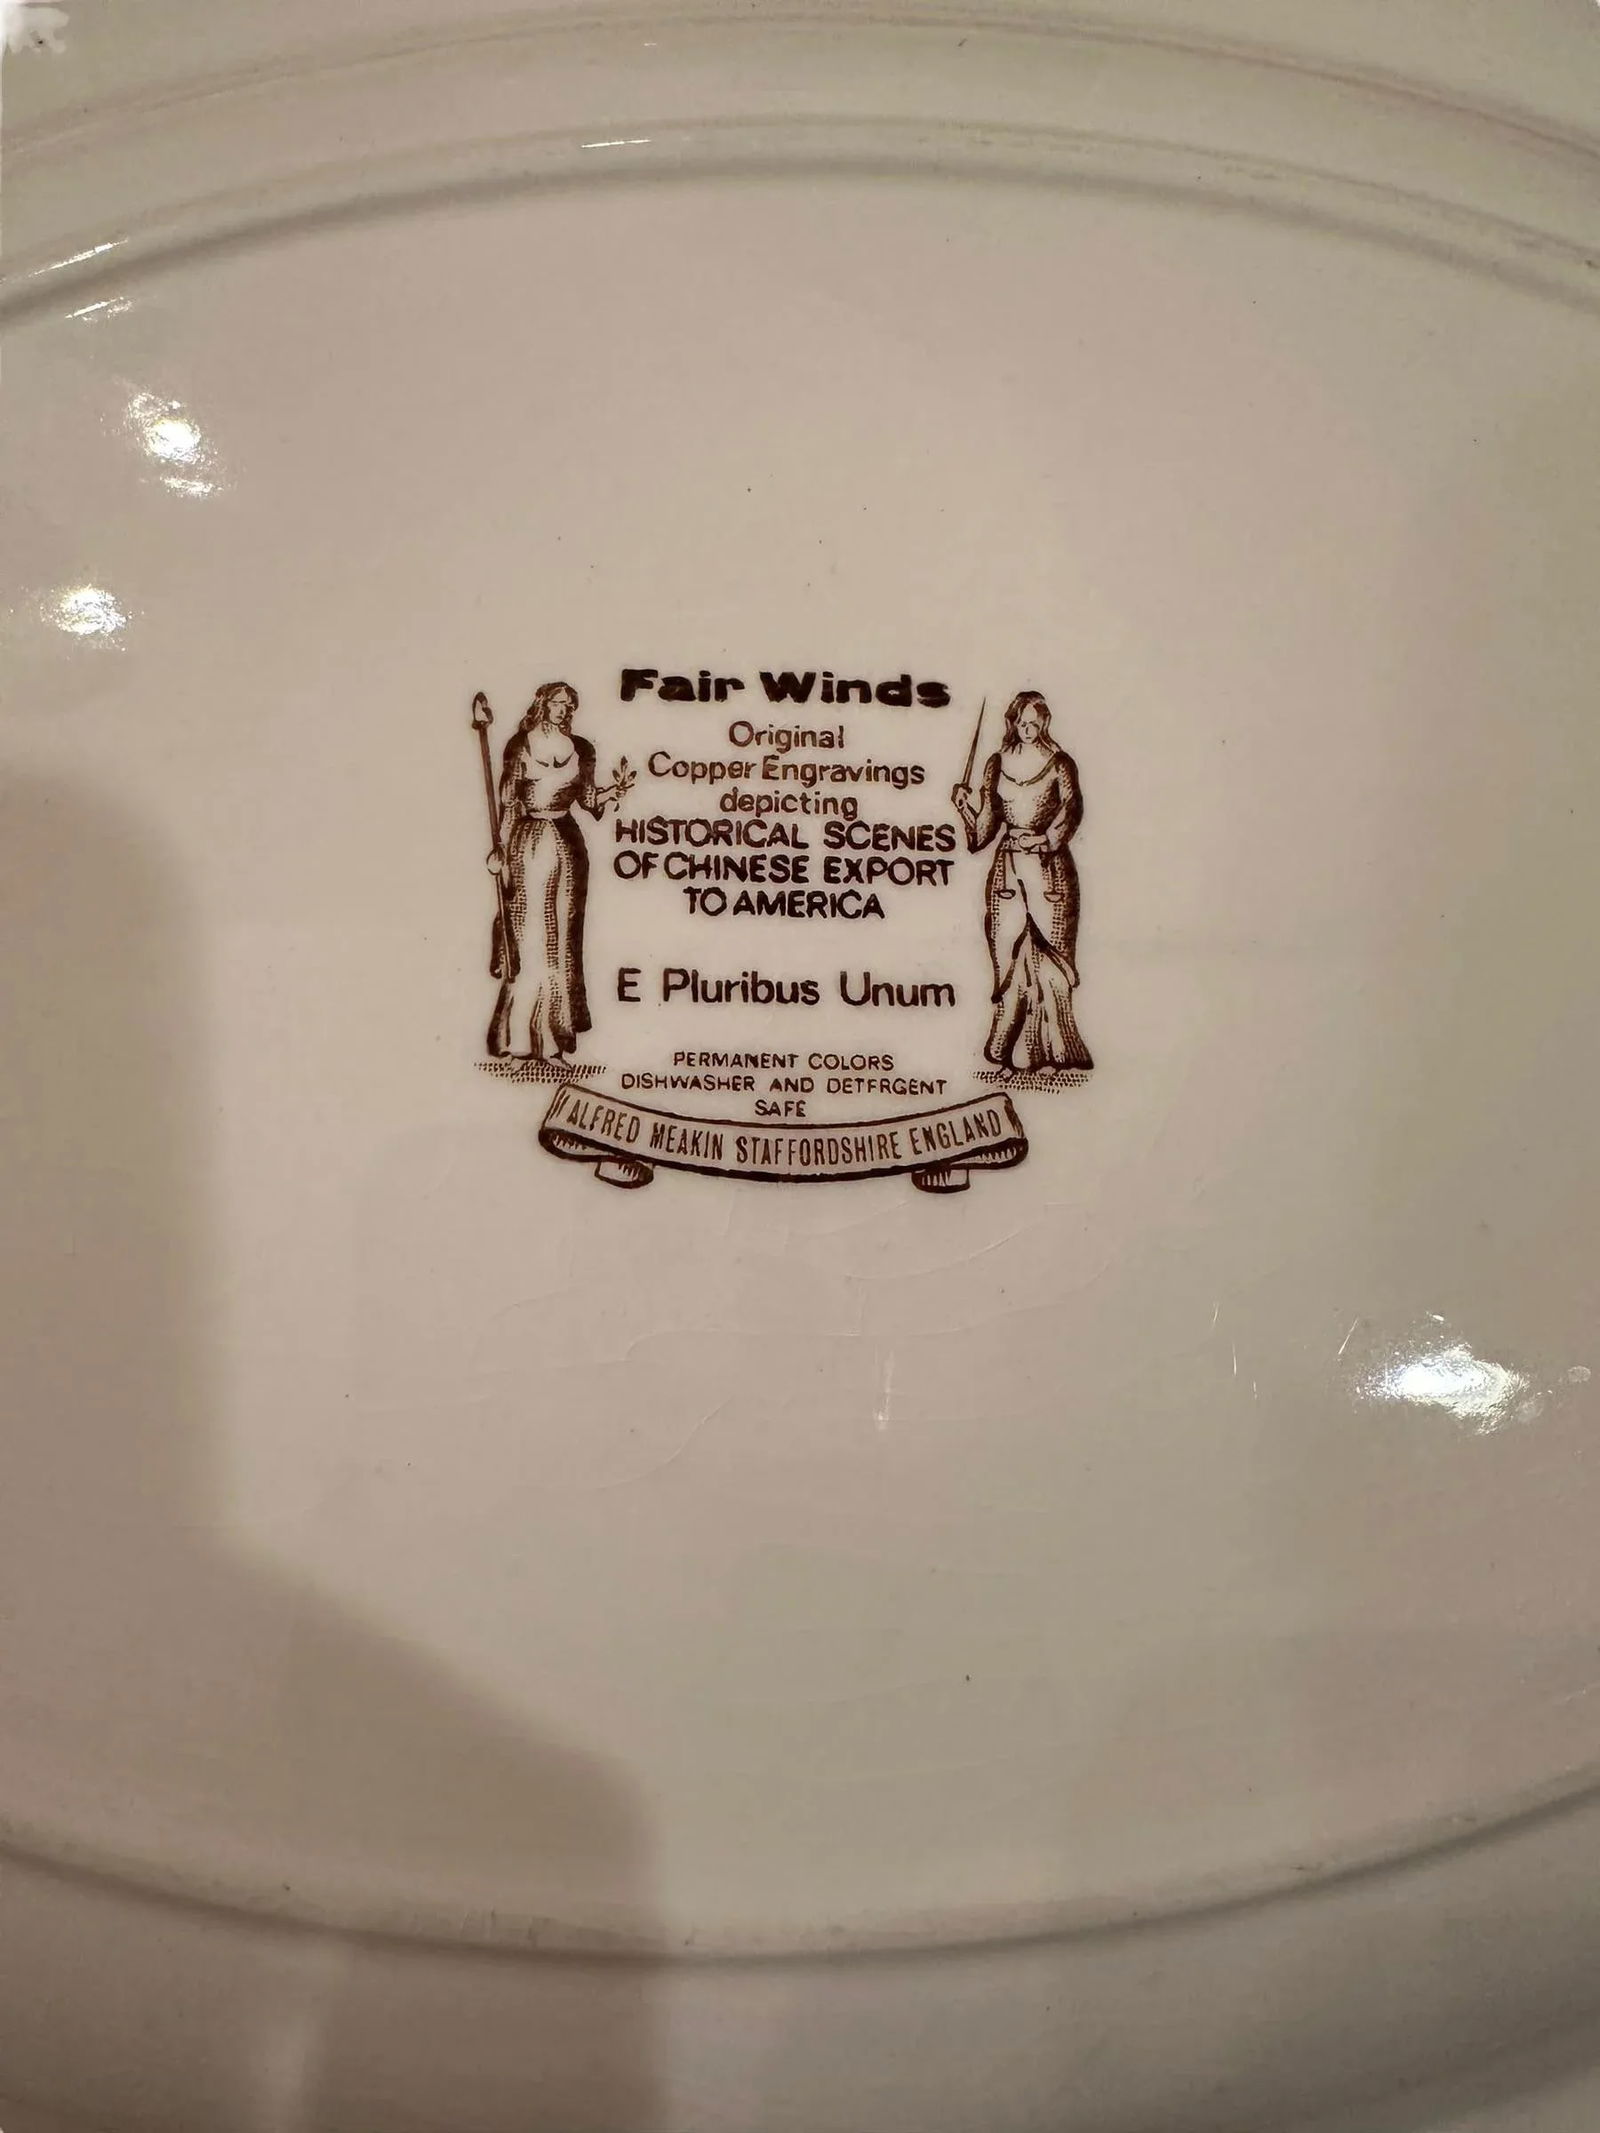 Fair Winds
Original
Copper Engravings
depicting
HISTORICAL SCENES
OF CHINESE EXPORT
TO AMERICA
E Pluribus Unum
PERMANENT COLORS
DISHWASHER AND DETFRGENT
SAFE
ALFRED MEAKIN STAFFORDSHIRE ENGLAND